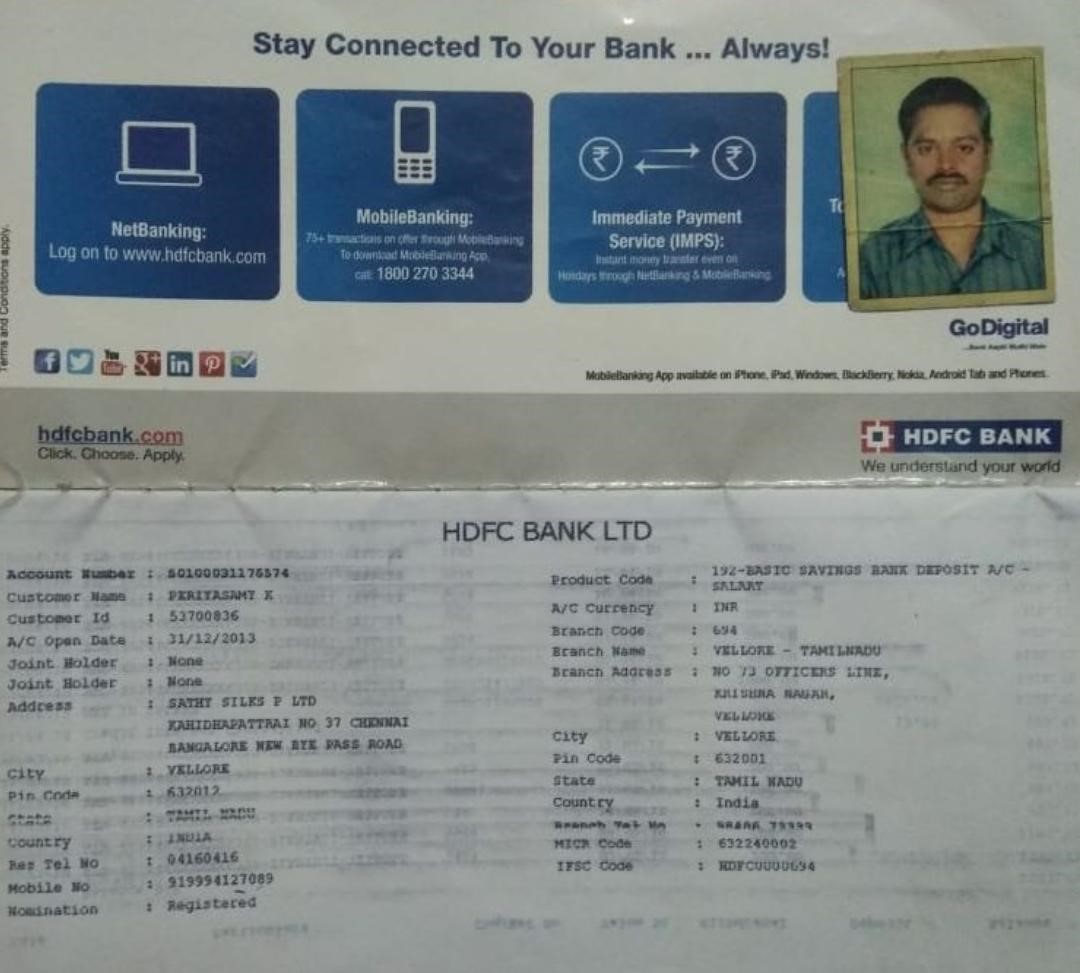 Stay Connected To Your Bank ... Always!
NetBanking:
Log on to www.hdfcbank.com
MobileBanking:
75+ transactions on offer through MobileBanking
To download MobileBanking App,
call: 1800 270 3344
Immediate Payment
Service (IMPS):
Instant money transfer even on
Holidays through NetBanking & MobileBanking.
Terms and Conditions apply.
GoDigital
MobileBanking App available on iPhone, iPad, Windows, BlackBerry, Nokia, Android Tab and Phones.
hdfcbank.com
Click. Choose. Apply.
HDFC BANK
We understand your world
HDFC BANK LTD
Account Number : 50100031176574
Customer Name : PERIYASAMY K
Customer Id : 53700836
A/C Open Date : 31/12/2013
Joint Holder : None
Joint Holder : None
Address : SATHY SILKS P LTD
KAHIDHAPATTRAI NO 37 CHENNAI
BANGALORE NEW BYE PASS ROAD
City : VELLORE
Pin Code : 632012
State : TAMIL NADU
Country : INDIA
Res Tel No : 04160416
Mobile No : 919994127089
Nomination : Registered
Product Code : 192-BASIC SAVINGS BANK DEPOSIT A/C -
SALARY
A/C Currency : INR
Branch Code : 694
Branch Name : VELLORE - TAMILNADU
Branch Address : NO 73 OFFICERS LINE,
KRISHNA NAGAR,
VELLORE
City : VELLORE
Pin Code : 632001
State : TAMIL NADU
Country : India
Branch Tel No :
MICR Code : 632240002
IFSC Code : HDFC0000694